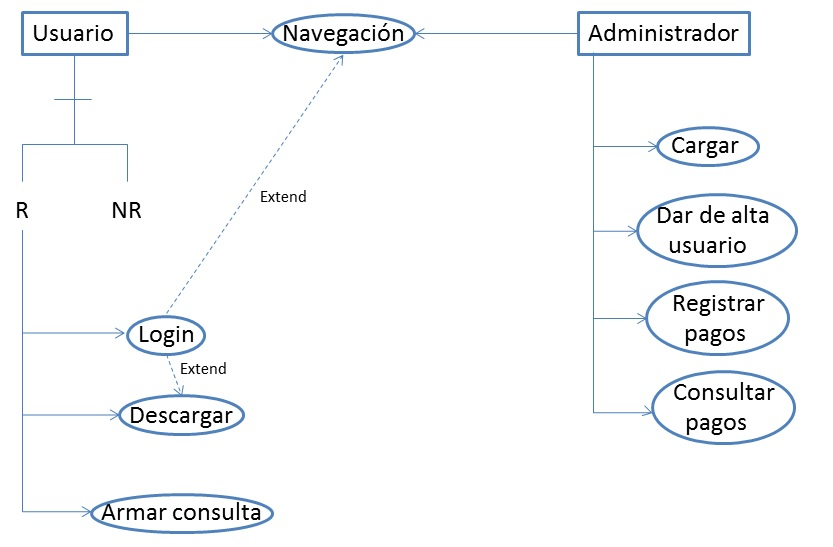 Usuario
Navegación
Administrador
Cargar
R
NR
Extend
Dar de alta
usuario
Registrar
pagos
Login
Extend
Descargar
Consultar
pagos
Armar consulta